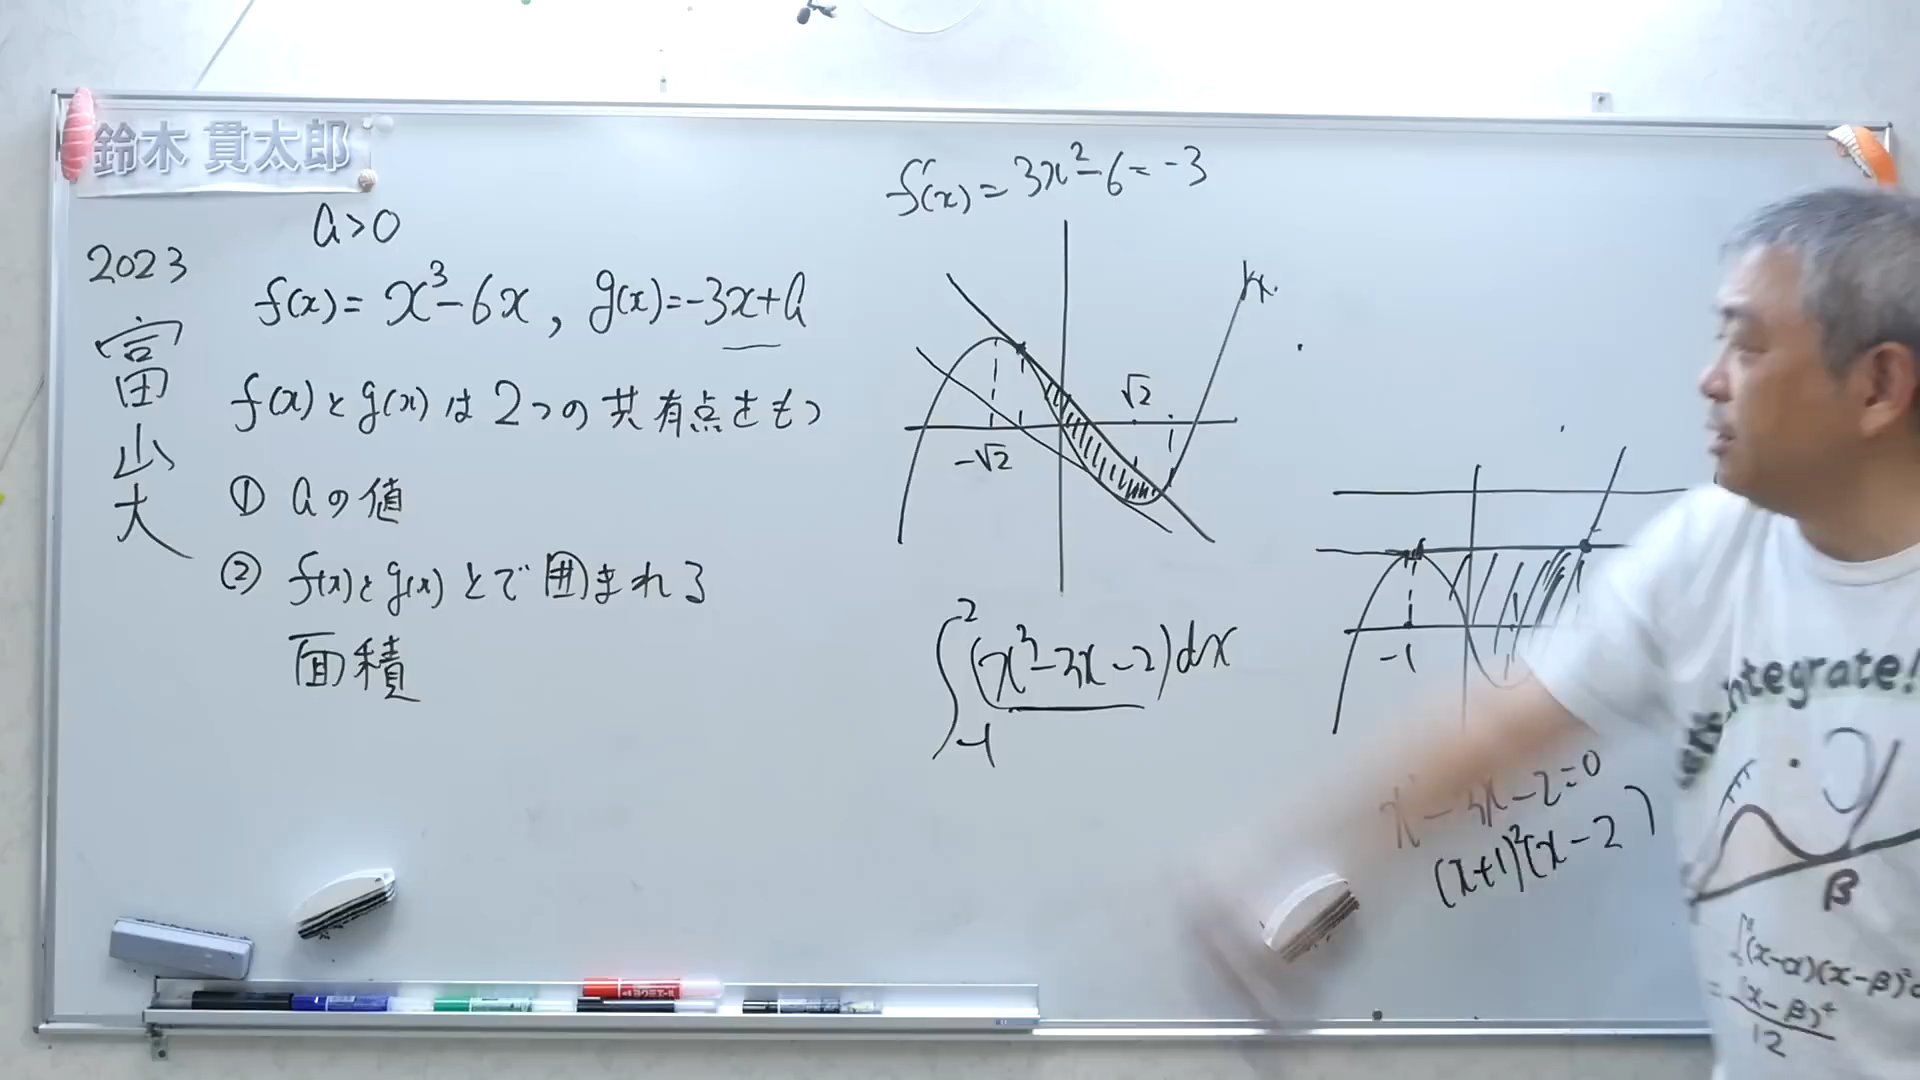 鈴木 貫太郎
a>0
2023 富山大
f(x)=x³-6x, g(x)=-3x+a
f(x)とg(x)は2つの共有点をもつ
① aの値
② f(x)とg(x)とで囲まれる
面積
f'(x)=3x²-6=-3
√2
-√2
∫₋₁² (x³-3x-2)dx
-1
-3x-2=0
(x+1)²(x-2)
Integrate!
β
(x-α)(x-β)²
=
(x-β)⁴
12